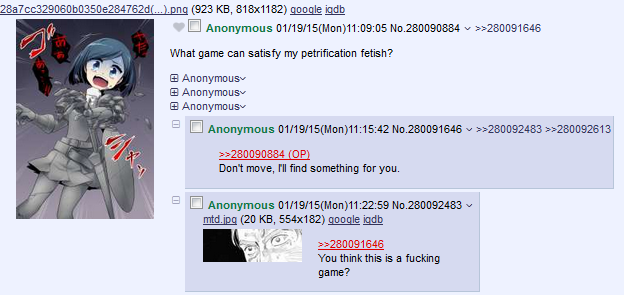 28a7cc329060b0350e284762d(...).png (923 KB, 818x1182) google iqdb
Anonymous 01/19/15(Mon)11:09:05 No.280090884 >>280091646
What game can satisfy my petrification fetish?
Anonymous
Anonymous
Anonymous
Anonymous 01/19/15(Mon)11:15:42 No.280091646 >>280092483 >>280092613
>>280090884 (OP)
Don't move, I'll find something for you.
Anonymous 01/19/15(Mon)11:22:59 No.280092483
mtd.jpg (20 KB, 554x182) google iqdb
>>280091646
You think this is a fucking
game?